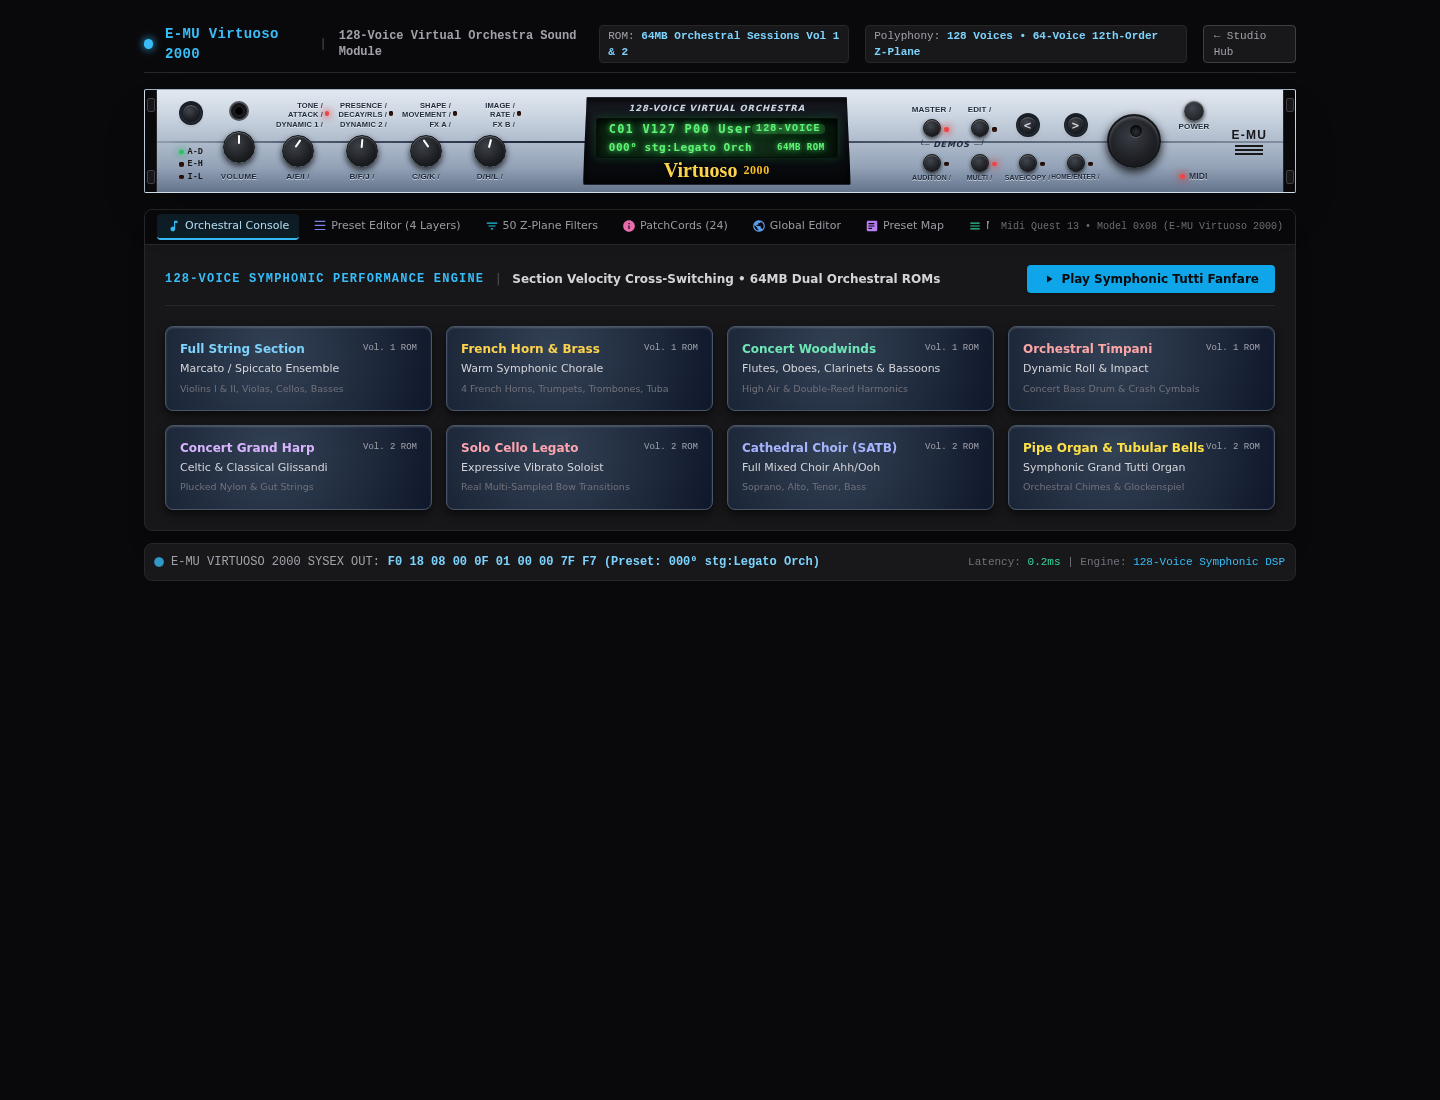 E-MU Virtuoso 2000
|
128-Voice Virtual Orchestra Sound Module
ROM: 64MB Orchestral Sessions Vol 1 & 2
Polyphony: 128 Voices • 64-Voice 12th-Order Z-Plane
← Studio Hub
TONE /
ATTACK /
DYNAMIC 1 /
PRESENCE /
DECAY/RLS /
DYNAMIC 2 /
SHAPE /
MOVEMENT /
FX A /
IMAGE /
RATE /
FX B /
A-D
E-H
I-L
VOLUME
A/E/I /
B/F/J /
C/G/K /
D/H/L /
128-VOICE VIRTUAL ORCHESTRA
C01 V127 P00 User 128-VOICE
000⁰ stg:Legato Orch 64MB ROM
Virtuoso 2000
MASTER /
EDIT /
< >
DEMOS
AUDITION /
MULTI /
SAVE/COPY /
HOME/ENTER /
POWER
MIDI
E-MU
Orchestral Console
Preset Editor (4 Layers)
50 Z-Plane Filters
PatchCords (24)
Global Editor
Preset Map
Midi Quest 13 • Model 0x08 (E-MU Virtuoso 2000)
128-VOICE SYMPHONIC PERFORMANCE ENGINE | Section Velocity Cross-Switching • 64MB Dual Orchestral ROMs
Play Symphonic Tutti Fanfare
Full String Section Vol. 1 ROM
Marcato / Spiccato Ensemble
Violins I & II, Violas, Cellos, Basses
French Horn & Brass Vol. 1 ROM
Warm Symphonic Chorale
4 French Horns, Trumpets, Trombones, Tuba
Concert Woodwinds Vol. 1 ROM
Flutes, Oboes, Clarinets & Bassoons
High Air & Double-Reed Harmonics
Orchestral Timpani Vol. 1 ROM
Dynamic Roll & Impact
Concert Bass Drum & Crash Cymbals
Concert Grand Harp Vol. 2 ROM
Celtic & Classical Glissandi
Plucked Nylon & Gut Strings
Solo Cello Legato Vol. 2 ROM
Expressive Vibrato Soloist
Real Multi-Sampled Bow Transitions
Cathedral Choir (SATB) Vol. 2 ROM
Full Mixed Choir Ahh/Ooh
Soprano, Alto, Tenor, Bass
Pipe Organ & Tubular Bells Vol. 2 ROM
Symphonic Grand Tutti Organ
Orchestral Chimes & Glockenspiel
E-MU VIRTUOSO 2000 SYSEX OUT: F0 18 08 00 0F 01 00 00 7F F7 (Preset: 000⁰ stg:Legato Orch)
Latency: 0.2ms | Engine: 128-Voice Symphonic DSP